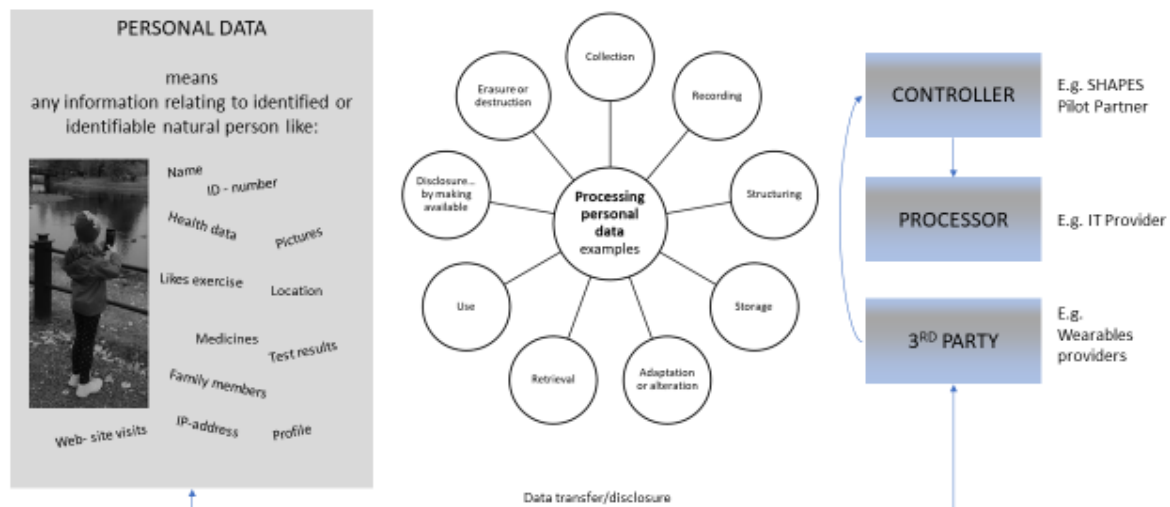 PERSONAL DATA
means
any information relating to identified or
identifiable natural person like:
Name
ID - number
Health data
Pictures
Likes exercise
Location
Medicines
Test results
Family members
IP-address
Profile
Web- site visits
Collection
Recording
Structuring
Storage
Adaptation
or alteration
Retrieval
Use
Disclosure...
by making
available
Erasure or
destruction
Processing
personal
data
examples
CONTROLLER
E.g. SHAPES
Pilot Partner
PROCESSOR
E.g. IT Provider
3RD PARTY
E.g.
Wearables
providers
Data transfer/disclosure